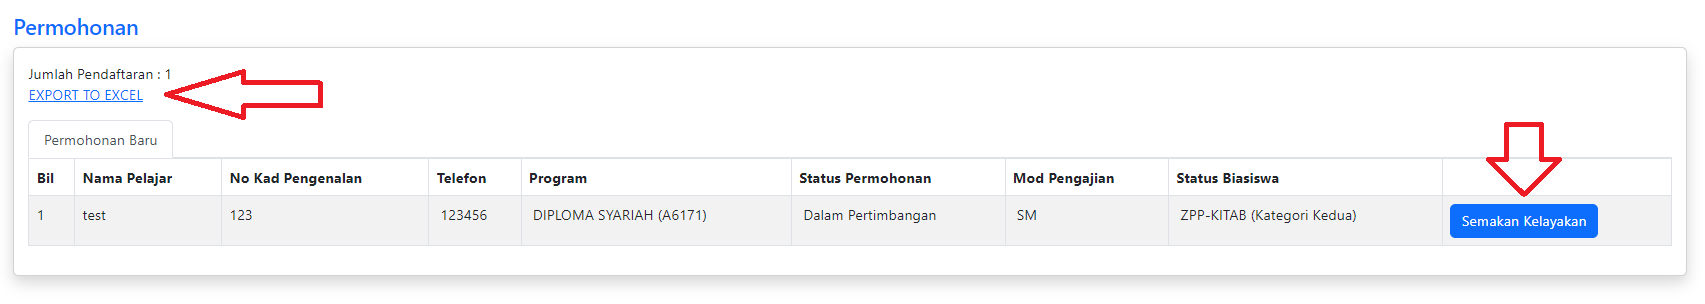 Permohonan
Jumlah Pendaftaran : 1
EXPORT TO EXCEL
Permohonan Baru
Bil Nama Pelajar No Kad Pengenalan Telefon Program Status Permohonan Mod Pengajian Status Biasiswa
1 test 123 123456 DIPLOMA SYARIAH (A6171) Dalam Pertimbangan SM ZPP-KITAB (Kategori Kedua) Semakan Kelayakan